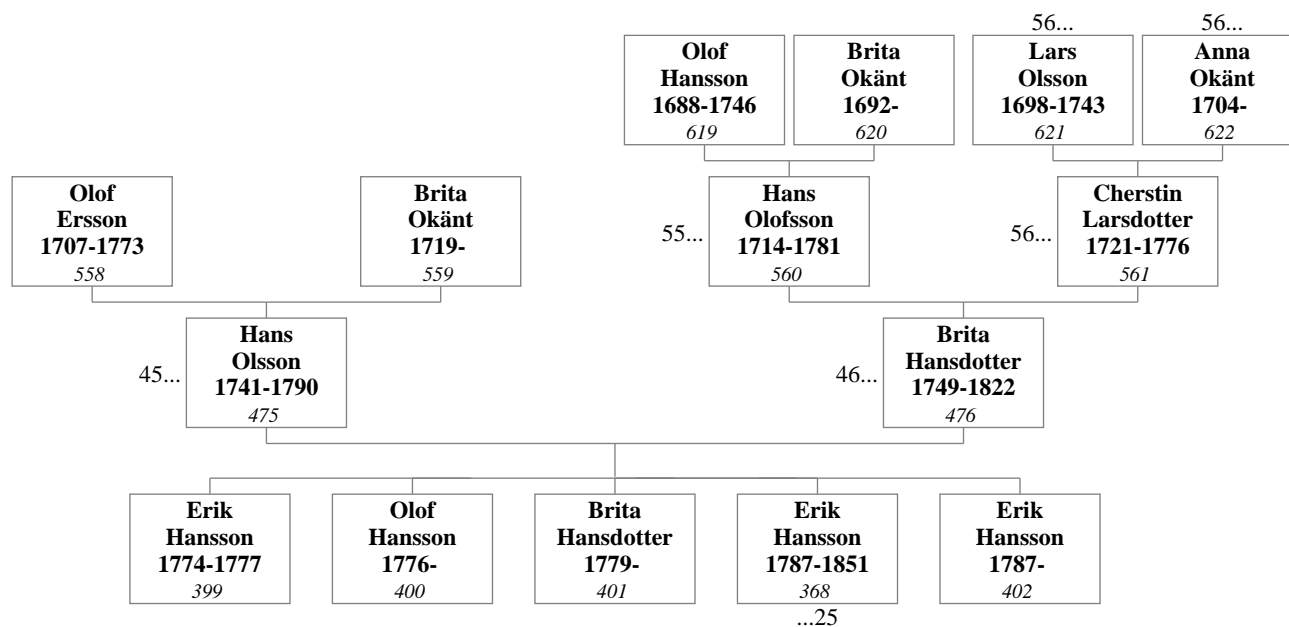 56...
56...
Olof
Hansson
1688-1746
619
Brita
Okänt
1692-
620
Lars
Olsson
1698-1743
621
Anna
Okänt
1704-
622
Olof
Ersson
1707-1773
558
Brita
Okänt
1719-
559
55...
Hans
Olofsson
1714-1781
560
56...
Cherstin
Larsdotter
1721-1776
561
45...
Hans
Olsson
1741-1790
475
46...
Brita
Hansdotter
1749-1822
476
Erik
Hansson
1774-1777
399
Olof
Hansson
1776-
400
Brita
Hansdotter
1779-
401
Erik
Hansson
1787-1851
368
...25
Erik
Hansson
1787-
402